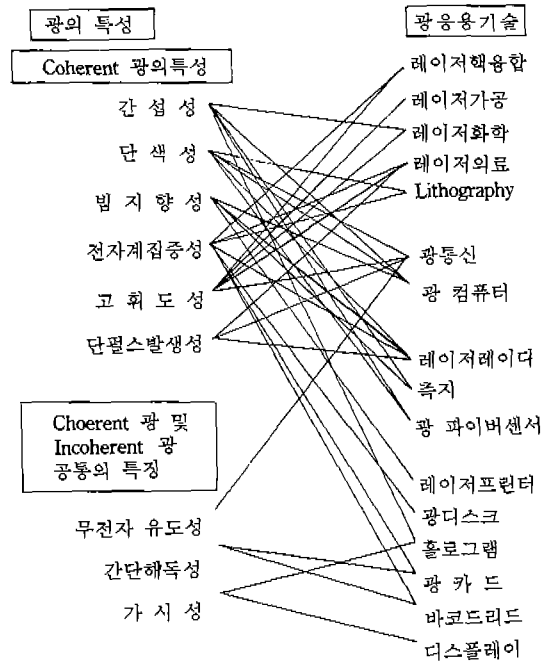 광의 특성
Coherent 광의특성
간 섭 성
단 색 성
빔 지 향 성
전자계집중성
고 휘 도 성
단펄스발생성
Choerent 광 및
Incoherent 광
공통의 특징
무전자 유도성
간단해독성
가 시 성
광응용기술
레이저핵융합
레이저가공
레이저화학
레이저의료
Lithography
광통신
광 컴퓨터
레이저레이다
측지
광 파이버센서
레이저프린터
광디스크
홀로그램
광 카 드
바코드리드
디스플레이